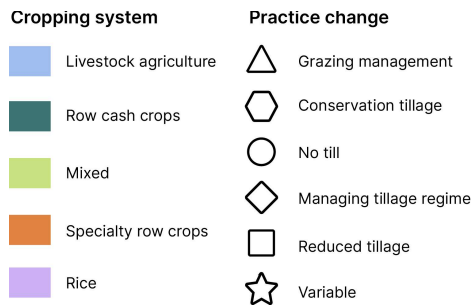 Cropping system
Livestock agriculture
Row cash crops
Mixed
Specialty row crops
Rice
Practice change
Grazing management
Conservation tillage
No till
Managing tillage regime
Reduced tillage
Variable